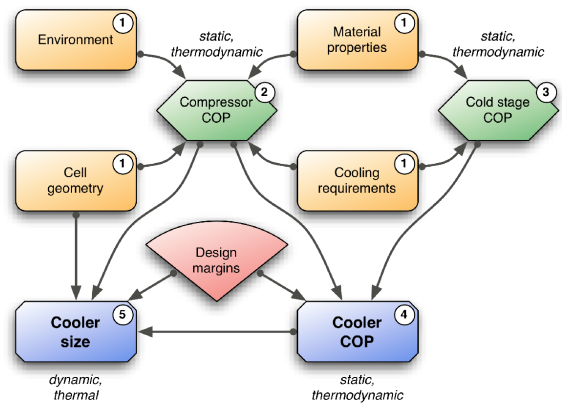 1
1
static,
thermodynamic
static,
thermodynamic
Environment
Material
properties
2
3
Compressor
COP
Cold stage
COP
1
1
Cell
geometry
Cooling
requirements
Design
margins
5
4
Cooler
size
Cooler
COP
dynamic,
thermal
static,
thermodynamic